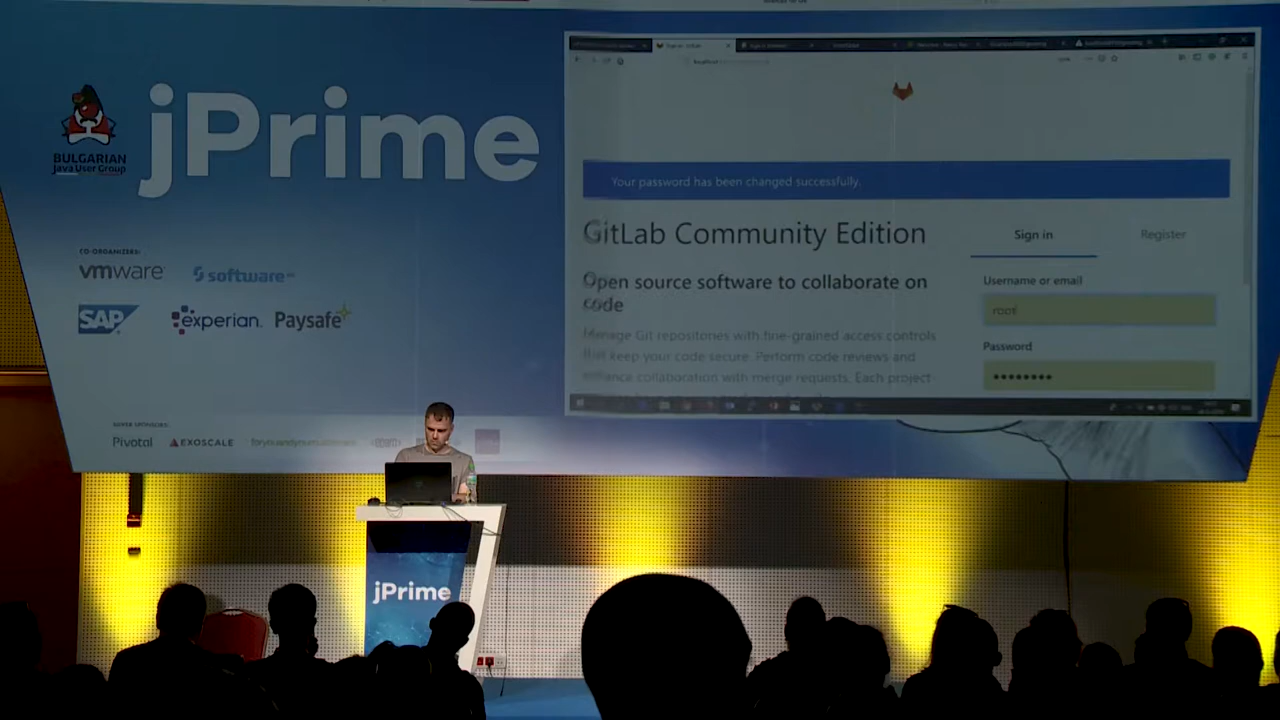 jPrime
BULGARIAN
Java User Group
CO-ORGANIZERS:
vmware
software
SAP
experian.
Paysafe
SILVER SPONSORS:
Pivotal
EXOSCALE
Your password has been changed successfully.
GitLab Community Edition
Open source software to collaborate on
code
Manage Git repositories with fine-grained access controls
that keep your code secure. Perform code reviews and
enhance collaboration with merge requests. Each project
Sign in
Register
Username or email
root
Password
jPrime